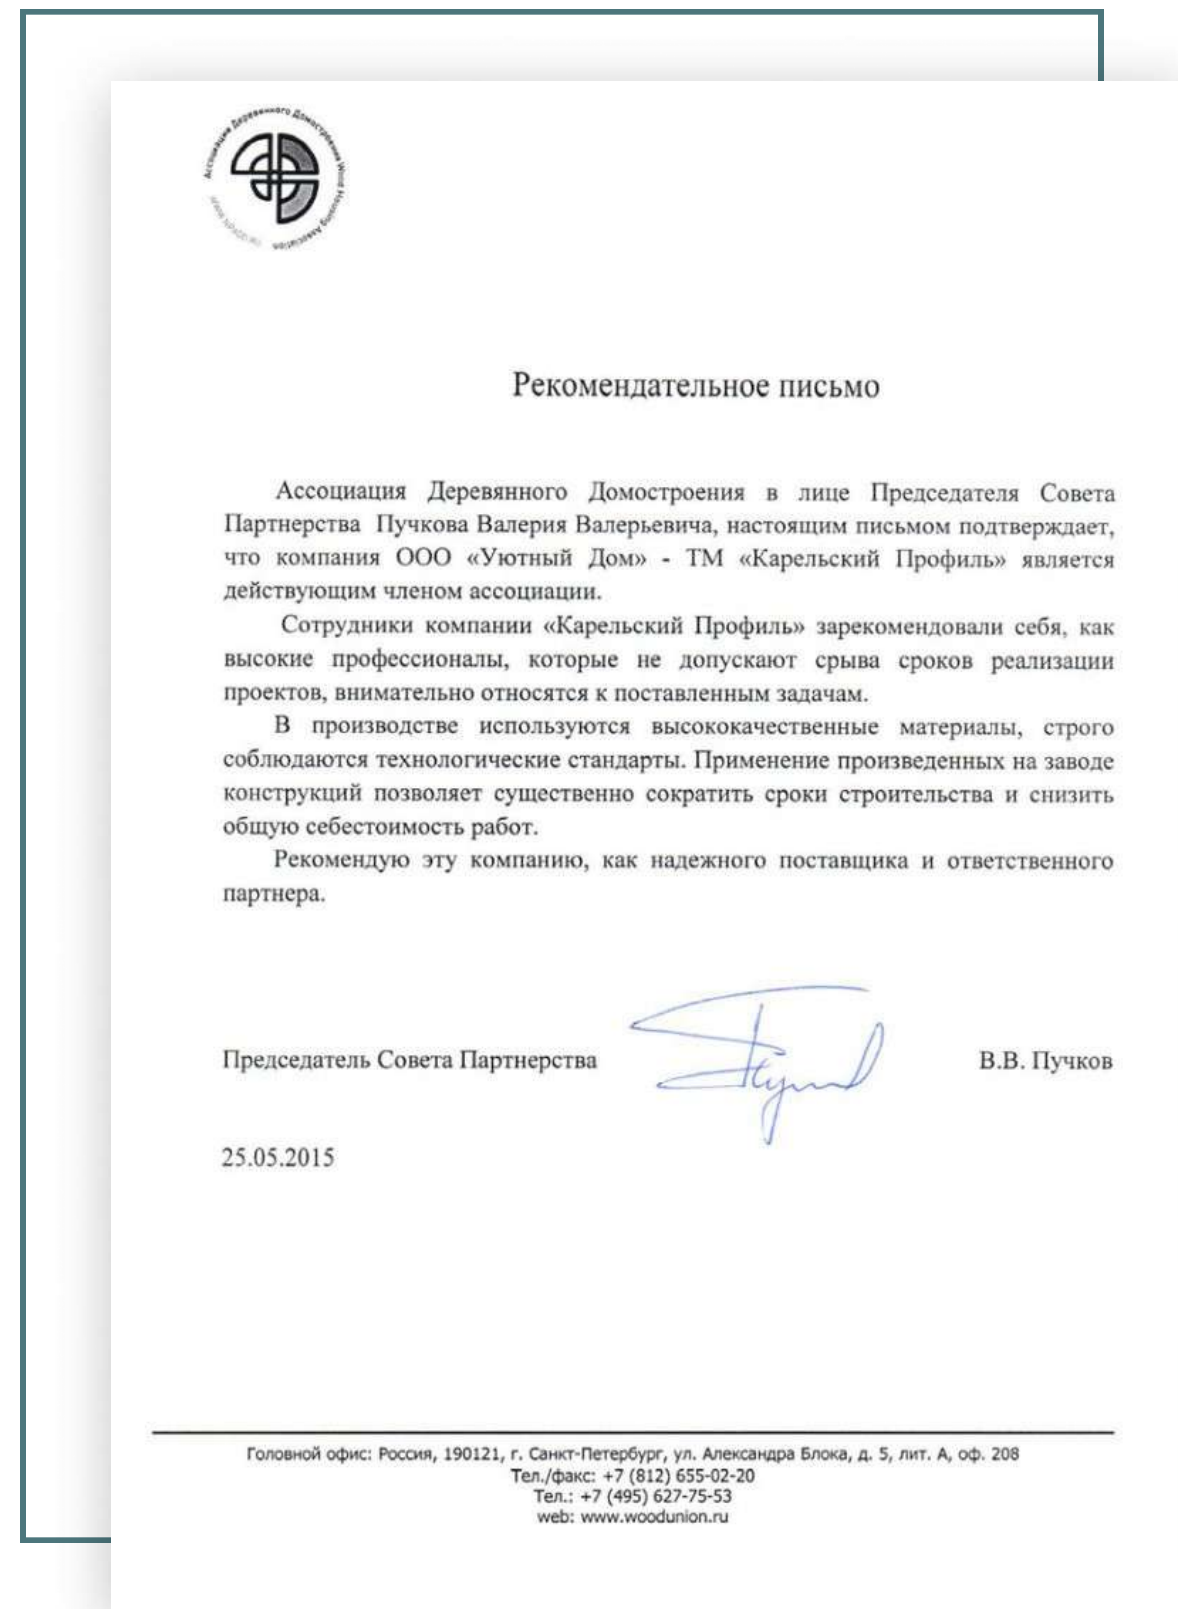 Ассоциация Деревянного Домостроения Wood Housing Association
Рекомендательное письмо
Ассоциация Деревянного Домостроения в лице Председателя Совета
Партнерства Пучкова Валерия Валерьевича, настоящим письмом подтверждает,
что компания ООО «Уютный Дом» - ТМ «Карельский Профиль» является
действующим членом ассоциации.
Сотрудники компании «Карельский Профиль» зарекомендовали себя, как
высокие профессионалы, которые не допускают срыва сроков реализации
проектов, внимательно относятся к поставленным задачам.
В производстве используются высококачественные материалы, строго
соблюдаются технологические стандарты. Применение произведенных на заводе
конструкций позволяет существенно сократить сроки строительства и снизить
общую себестоимость работ.
Рекомендую эту компанию, как надежного поставщика и ответственного
партнера.
Председатель Совета Партнерства
В.В. Пучков
25.05.2015
Головной офис: Россия, 190121, г. Санкт-Петербург, ул. Александра Блока, д. 5, лит. А, оф. 208
Тел./факс: +7 (812) 655-02-20
Тел.: +7 (495) 627-75-53
web: www.woodunion.ru